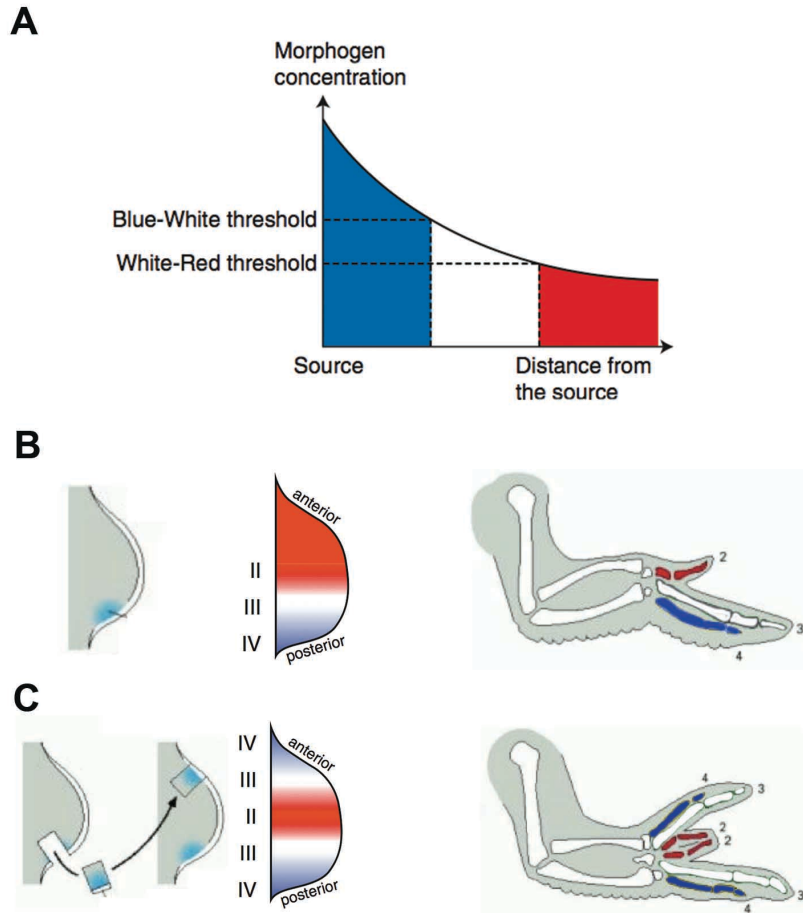 A
Morphogen
concentration
Blue-White threshold
White-Red threshold
Source
Distance from
the source
B
anterior
II
III
IV
posterior
2
3
4
C
IV
anterior
III
II
III
IV
posterior
4
3
2
2
3
4